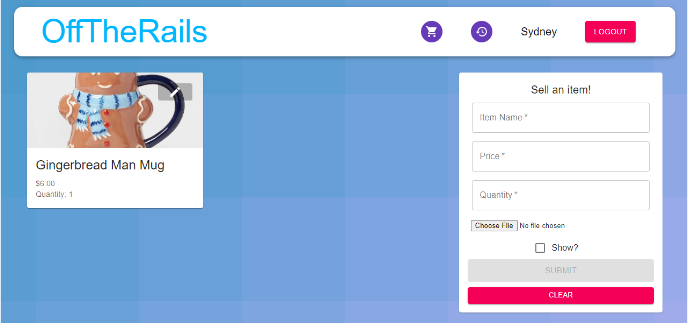 OffTheRails
Sydney
LOGOUT
Gingerbread Man Mug
$6.00
Quantity: 1
Sell an item!
Item Name *
Price *
Quantity *
Choose File No file chosen
Show?
SUBMIT
CLEAR